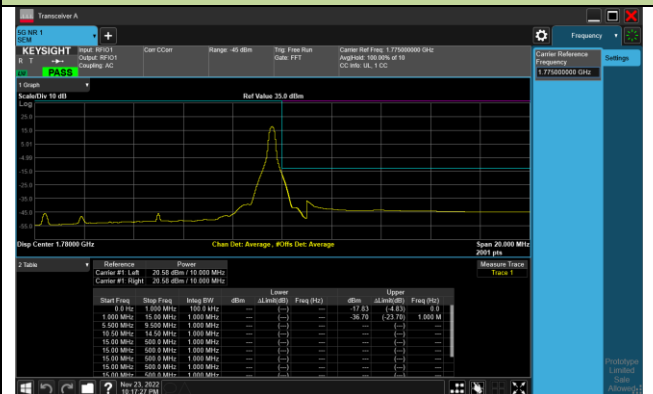 Transceiver A
5G NR 1
SEM
Frequency
KEYSIGHT
R T
PASS
Input: RFIO1
Output: RFIO1
Coupling: AC
Corr CCorr
Range: -45 dBm
Trig: Free Run
Gate: FFT
Carrier Ref Freq: 1.775000000 GHz
Avg|Hold: 100.00% of 10
CC Info: UL, 1 CC
Carrier Reference
Frequency
1.775000000 GHz
Settings
1 Graph
Scale/Div 10 dB
Ref Value 35.0 dBm
Log
25.0
15.0
5.01
-4.99
-15.0
-25.0
-35.0
-45.0
-55.0
Disp Center 1.78000 GHz
Chan Det: Average , #Offs Det: Average
Span 20.000 MHz
2001 pts
2 Table
Reference Power
Carrier #1: Left 20.58 dBm / 10.000 MHz
Carrier #1: Right 20.58 dBm / 10.000 MHz
Measure Trace
Trace 1
Lower Upper
Start Freq Stop Freq Integ BW dBm ΔLimit(dB) Freq (Hz) dBm ΔLimit(dB) Freq (Hz)
0.0 Hz 1.000 MHz 100.0 kHz --- (---) --- -17.83 (-4.83) 0.0
1.000 MHz 15.00 MHz 1.000 MHz --- (---) --- -36.70 (-23.70) 1.000 M
5.500 MHz 9.500 MHz 1.000 MHz --- (---) --- --- (---) ---
10.50 MHz 14.50 MHz 1.000 MHz --- (---) --- --- (---) ---
15.00 MHz 500.0 MHz 1.000 MHz --- (---) --- --- (---) ---
15.00 MHz 500.0 MHz 1.000 MHz --- (---) --- --- (---) ---
15.00 MHz 500.0 MHz 1.000 MHz --- (---) --- --- (---) ---
15.00 MHz 500.0 MHz 1.000 MHz --- (---) --- --- (---) ---
Nov 23, 2022
10:17:27 PM
Prototype
Limited
Sale
Allowed